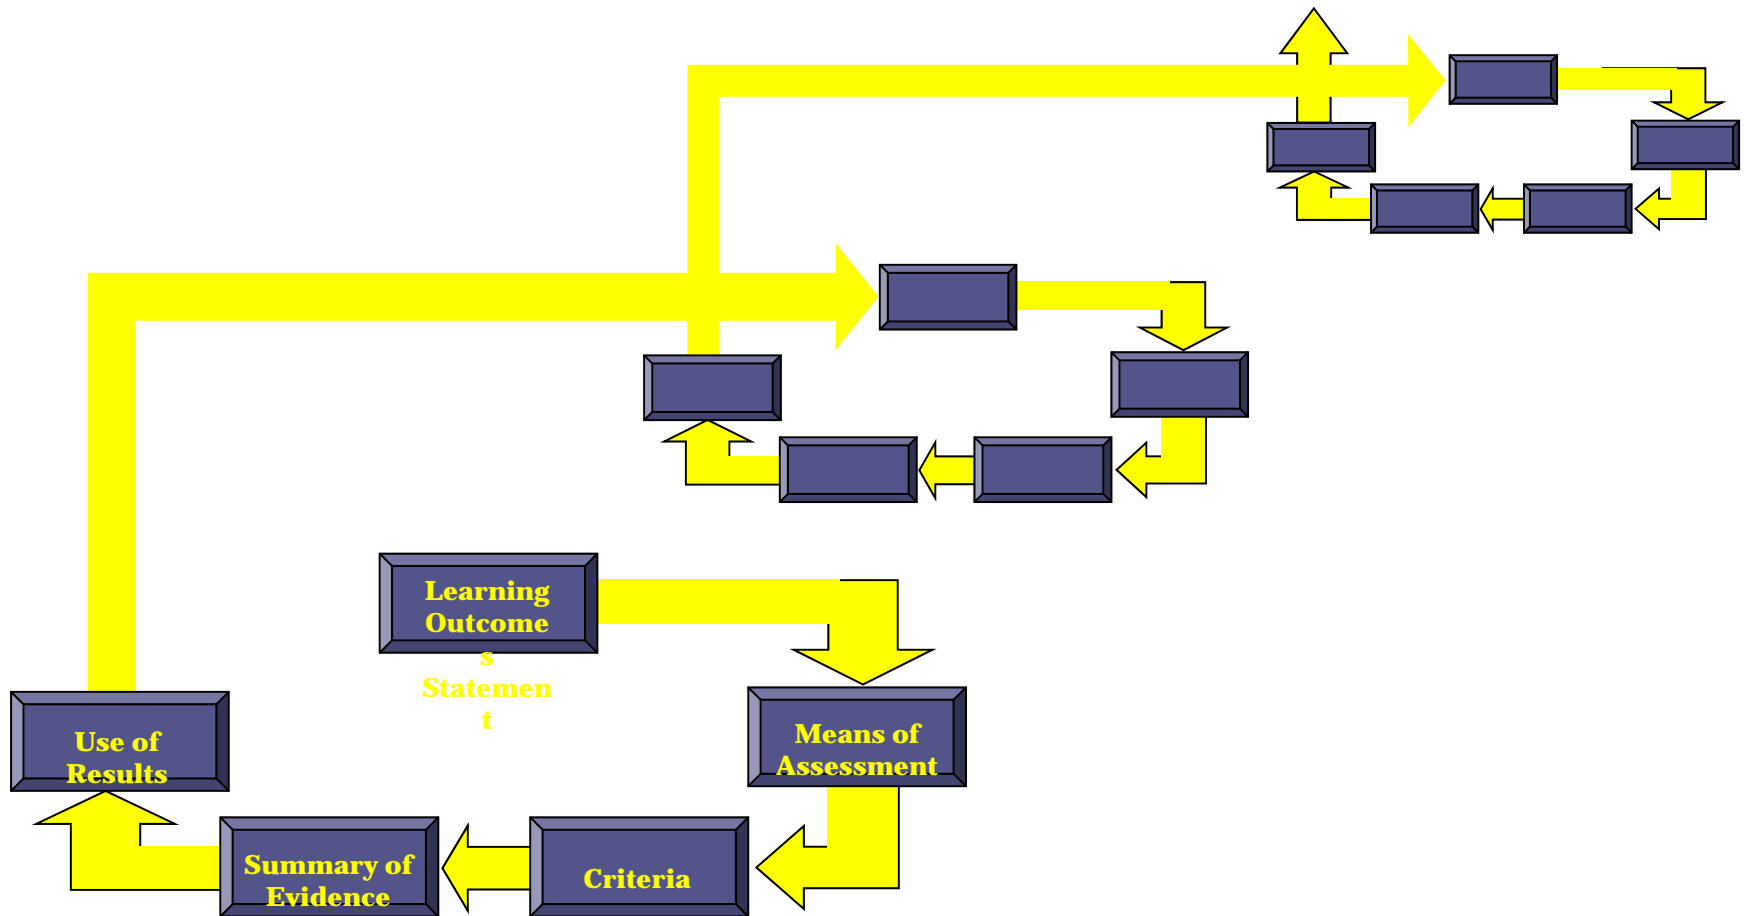 Learning
Outcome
s
Statemen
t
Use of
Results
Means of
Assessment
Summary of
Evidence
Criteria